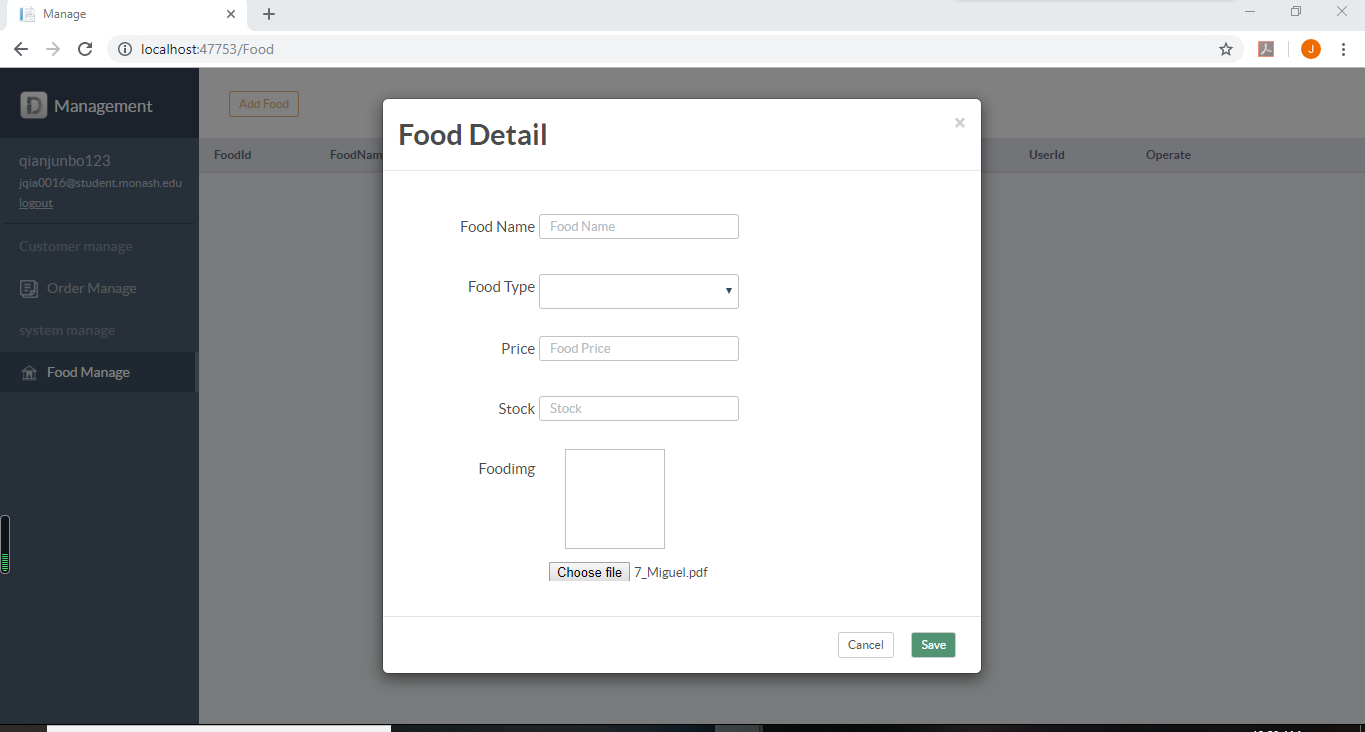 Manage
localhost:47753/Food
J
D
Management
Add Food
qianjunbo123
jqia0016@student.monash.edu
logout
Customer manage
Order Manage
system manage
Food Manage
FoodId
FoodNam
UserId
Operate
Food Detail
×
Food Name Food Name
Food Type
Price Food Price
Stock Stock
Foodimg
Choose file 7_Miguel.pdf
Cancel Save